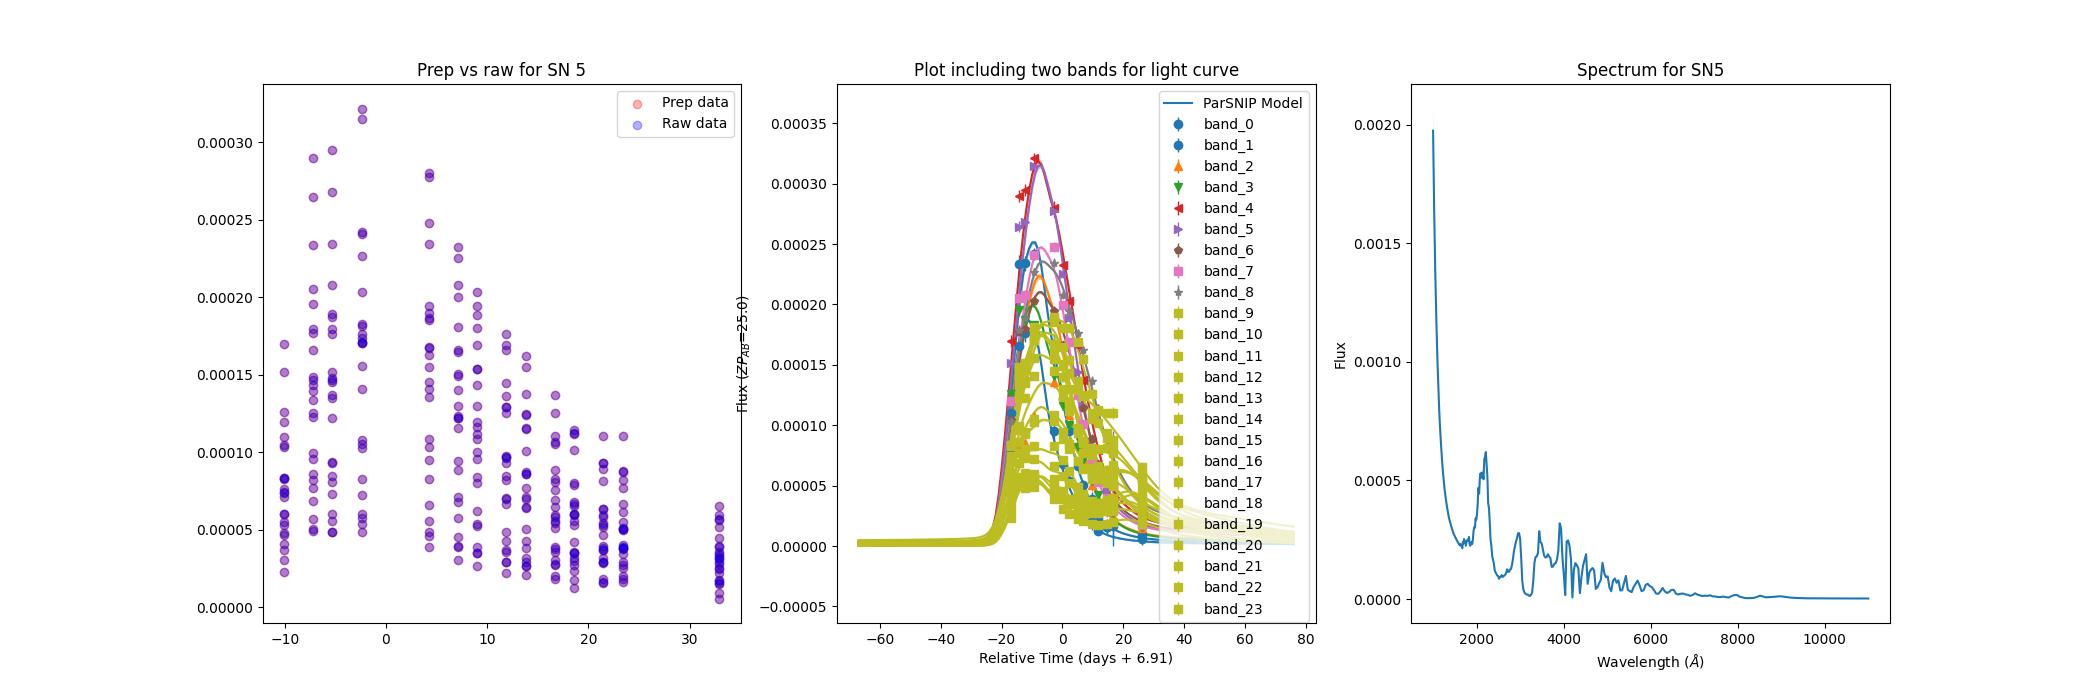 Prep vs raw for SN 5
Prep data
Raw data
0.00030
0.00025
0.00020
0.00015
0.00010
0.00005
0.00000
−10
0
10
20
30
Plot including two bands for light curve
Flux (ZP_AB=25.0)
0.00035
0.00030
0.00025
0.00020
0.00015
0.00010
0.00005
0.00000
−0.00005
ParSNIP Model
band_0
band_1
band_2
band_3
band_4
band_5
band_6
band_7
band_8
band_9
band_10
band_11
band_12
band_13
band_14
band_15
band_16
band_17
band_18
band_19
band_20
band_21
band_22
band_23
−60
−40
−20
0
20
40
60
80
Relative Time (days + 6.91)
Spectrum for SN5
Flux
0.0020
0.0015
0.0010
0.0005
0.0000
2000
4000
6000
8000
10000
Wavelength (Å)